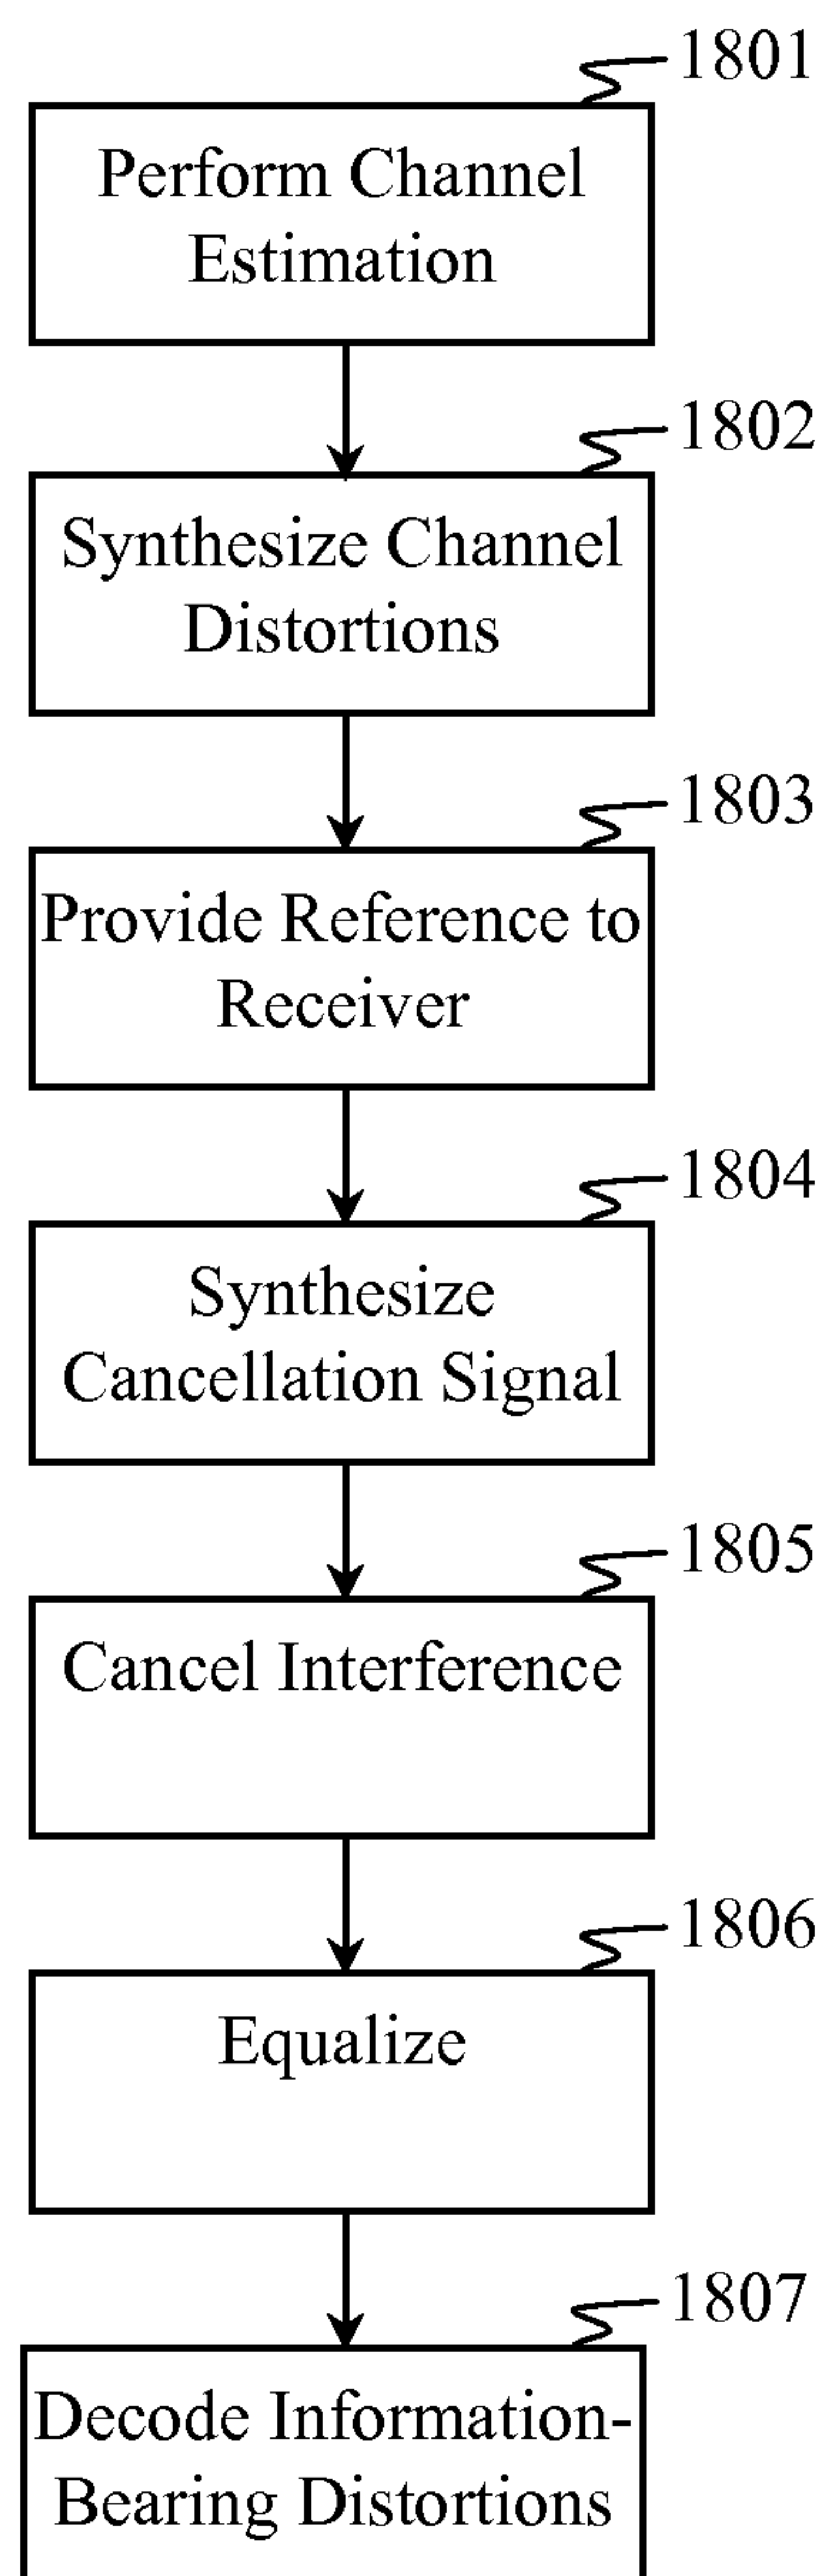 1801
Perform Channel
Estimation
1802
Synthesize Channel
Distortions
1803
Provide Reference to
Receiver
1804
Synthesize
Cancellation Signal
1805
Cancel Interference
1806
Equalize
1807
Decode Information-
Bearing Distortions